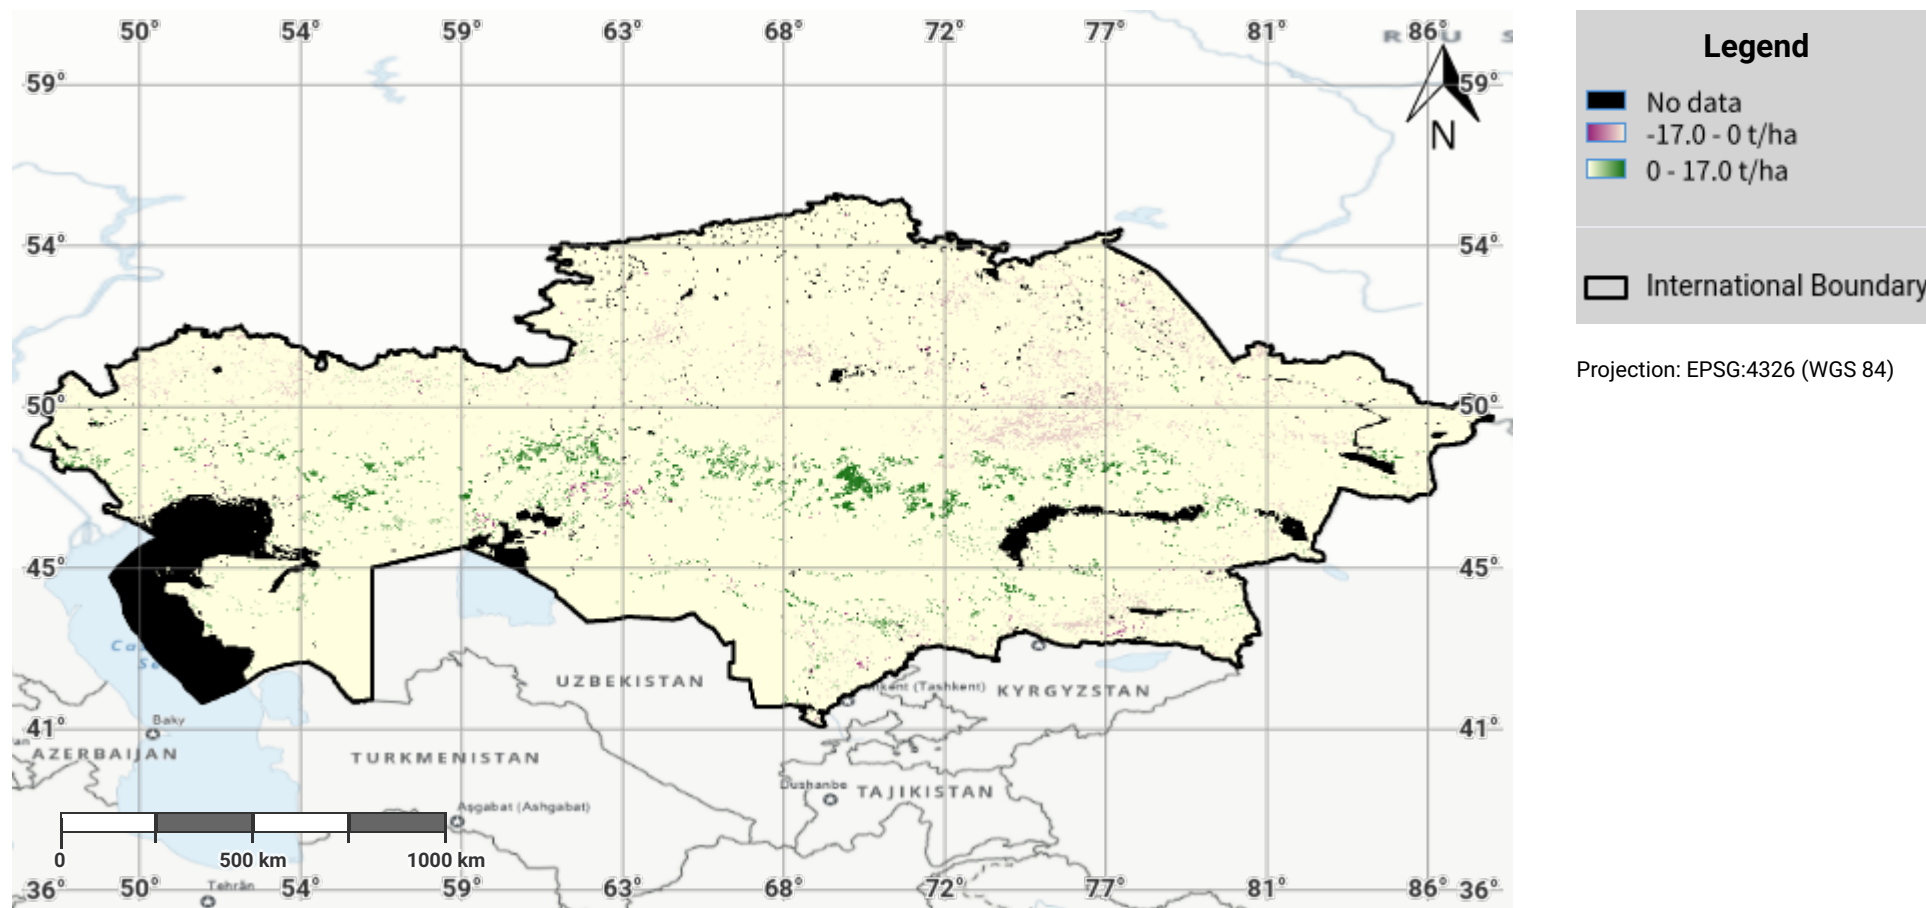 50° 54° 59° 63° 68° 72° 77° 81° 86°
R U S
59° 59°
N
54° 54°
50° 50°
45° 45°
UZBEKISTAN
KYRGYZSTAN
Baky
41° 41°
AZERBAIJAN
TURKMENISTAN
Dushanbe
TAJIKISTAN
Aşgabat (Ashgabat)
0 500 km 1000 km
36° 50° 54° 59° 63° 68° 72° 77° 81° 86° 36°
Tehrān
Legend
No data
-17.0 - 0 t/ha
0 - 17.0 t/ha
International Boundary
Projection: EPSG:4326 (WGS 84)